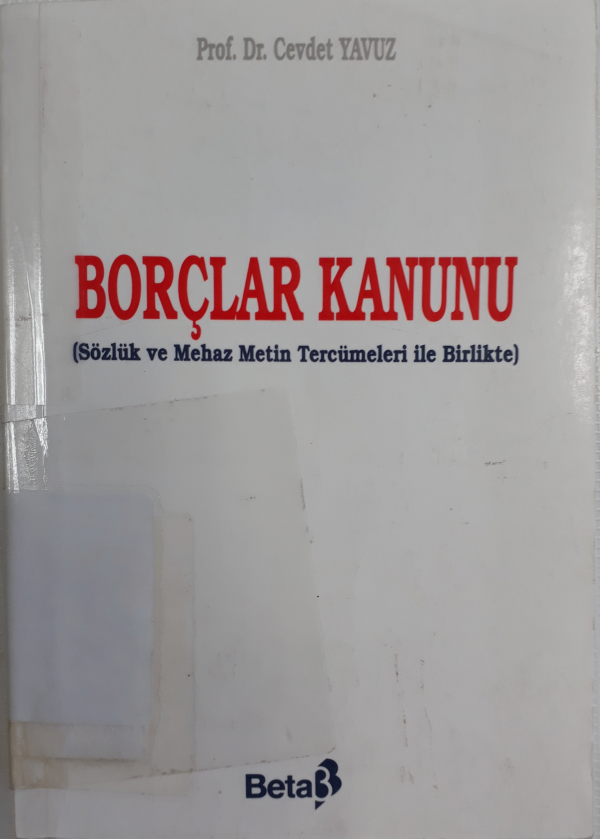 Prof. Dr. Cevdet YAVUZ
BORÇLAR KANUNU
(Sözlük ve Mehaz Metin Tercümeleri ile Birlikte)
Beta